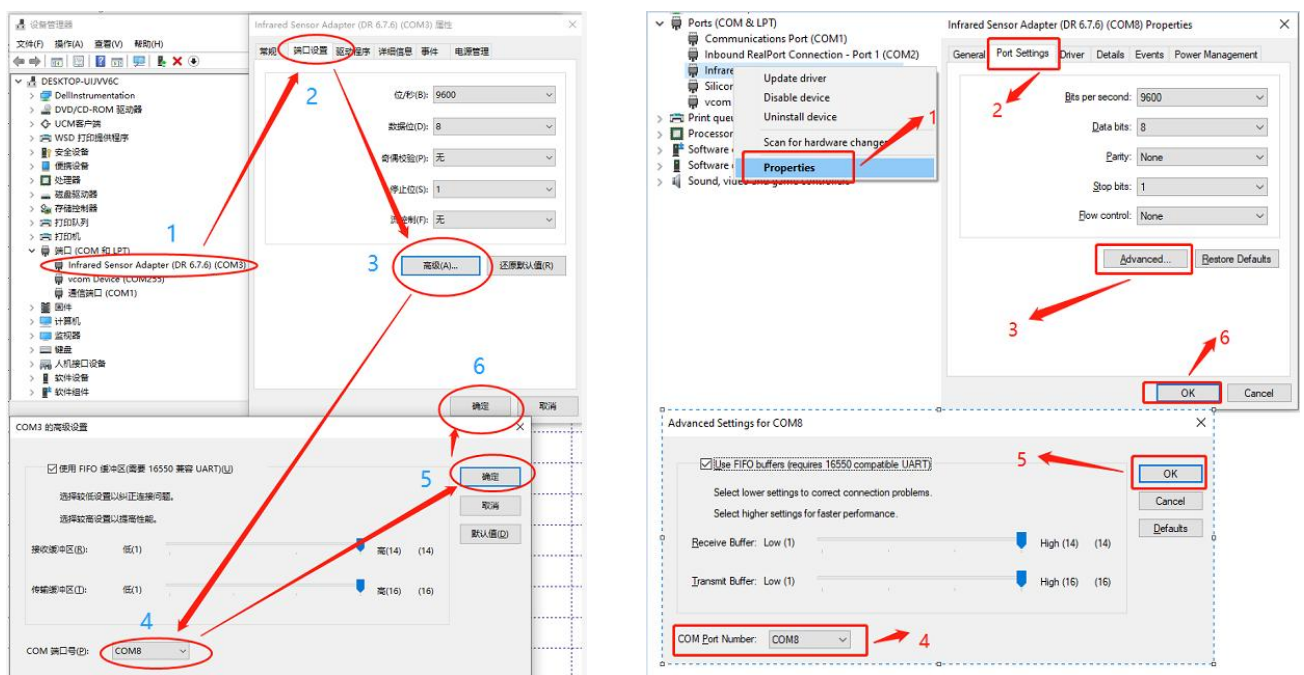 设备管理器
文件(F) 操作(A) 查看(V) 帮助(H)
DESKTOP-UIJVV6C
DellInstrumentation
DVD/CD-ROM 驱动器
UCM客户端
WSD 打印提供程序
安全设备
便携设备
处理器
磁盘驱动器
存储控制器
打印队列
打印机
端口 (COM 和 LPT)
Infrared Sensor Adapter (DR 6.7.6) (COM3)
vcom Device (COM255)
通信端口 (COM1)
固件
计算机
监视器
键盘
人机接口设备
软件设备
软件组件
1
Infrared Sensor Adapter (DR 6.7.6) (COM3) 属性
常规 端口设置 驱动程序 详细信息 事件 电源管理
2
位/秒(B): 9600
数据位(D): 8
奇偶校验(P): 无
停止位(S): 1
流控制(F): 无
3
高级(A)... 还原默认值(R)
6
确定 取消
COM3 的高级设置
使用 FIFO 缓冲区(需要 16550 兼容 UART)(U)
选择较低设置以纠正连接问题。
选择较高设置以提高性能。
接收缓冲区(R): 低(1) 高(14) (14)
传输缓冲区(T): 低(1) 高(16) (16)
COM 端口号(P): COM8
4
5
确定
取消
默认值(D)
Ports (COM & LPT)
Communications Port (COM1)
Inbound RealPort Connection - Port 1 (COM2)
Infrare
Silicor
vcom
Print queu
Processor
Software
Software
Sound, video and game controllers
Update driver
Disable device
Uninstall device
Scan for hardware changes
Properties
1
Infrared Sensor Adapter (DR 6.7.6) (COM8) Properties
General Port Settings Driver Details Events Power Management
2
Bits per second: 9600
Data bits: 8
Parity: None
Stop bits: 1
Flow control: None
Advanced... Restore Defaults
3
6
OK Cancel
Advanced Settings for COM8
Use FIFO buffers (requires 16550 compatible UART)
Select lower settings to correct connection problems.
Select higher settings for faster performance.
Receive Buffer: Low (1) High (14) (14)
Transmit Buffer: Low (1) High (16) (16)
COM Port Number: COM8
4
5
OK
Cancel
Defaults